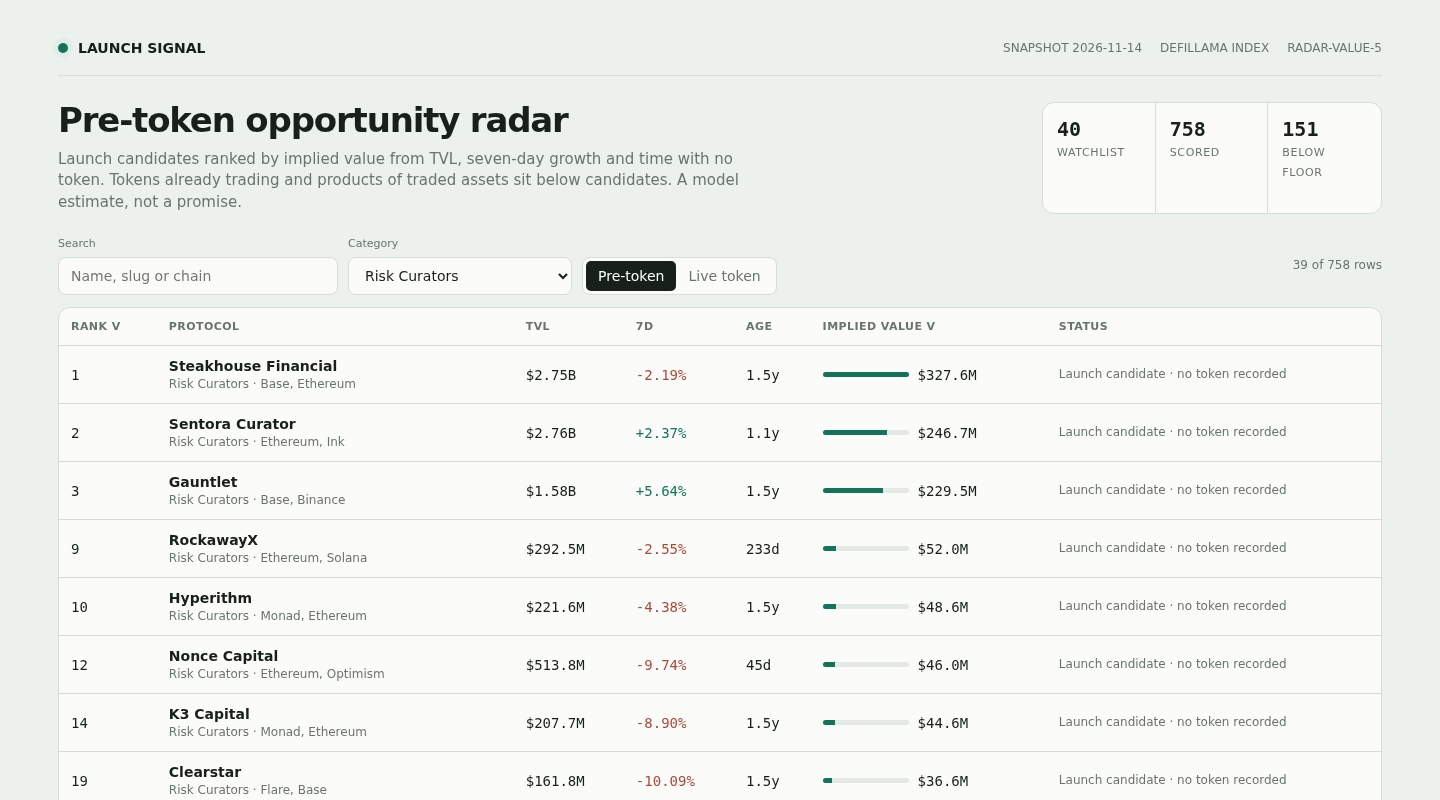 LAUNCH SIGNAL
SNAPSHOT 2026-11-14 DEFILLAMA INDEX RADAR-VALUE-5
Pre-token opportunity radar
Launch candidates ranked by implied value from TVL, seven-day growth and time with no
token. Tokens already trading and products of traded assets sit below candidates. A model
estimate, not a promise.
40 758 151
WATCHLIST SCORED BELOW
FLOOR
Search Category
Name, slug or chain Risk Curators Pre-token Live token
39 of 758 rows
RANK V PROTOCOL TVL 7D AGE IMPLIED VALUE V STATUS
1 Steakhouse Financial $2.75B -2.19% 1.5y $327.6M Launch candidate · no token recorded
Risk Curators · Base, Ethereum
2 Sentora Curator $2.76B +2.37% 1.1y $246.7M Launch candidate · no token recorded
Risk Curators · Ethereum, Ink
3 Gauntlet $1.58B +5.64% 1.5y $229.5M Launch candidate · no token recorded
Risk Curators · Base, Binance
9 RockawayX $292.5M -2.55% 233d $52.0M Launch candidate · no token recorded
Risk Curators · Ethereum, Solana
10 Hyperithm $221.6M -4.38% 1.5y $48.6M Launch candidate · no token recorded
Risk Curators · Monad, Ethereum
12 Nonce Capital $513.8M -9.74% 45d $46.0M Launch candidate · no token recorded
Risk Curators · Ethereum, Optimism
14 K3 Capital $207.7M -8.90% 1.5y $44.6M Launch candidate · no token recorded
Risk Curators · Monad, Ethereum
19 Clearstar $161.8M -10.09% 1.5y $36.6M Launch candidate · no token recorded
Risk Curators · Flare, Base